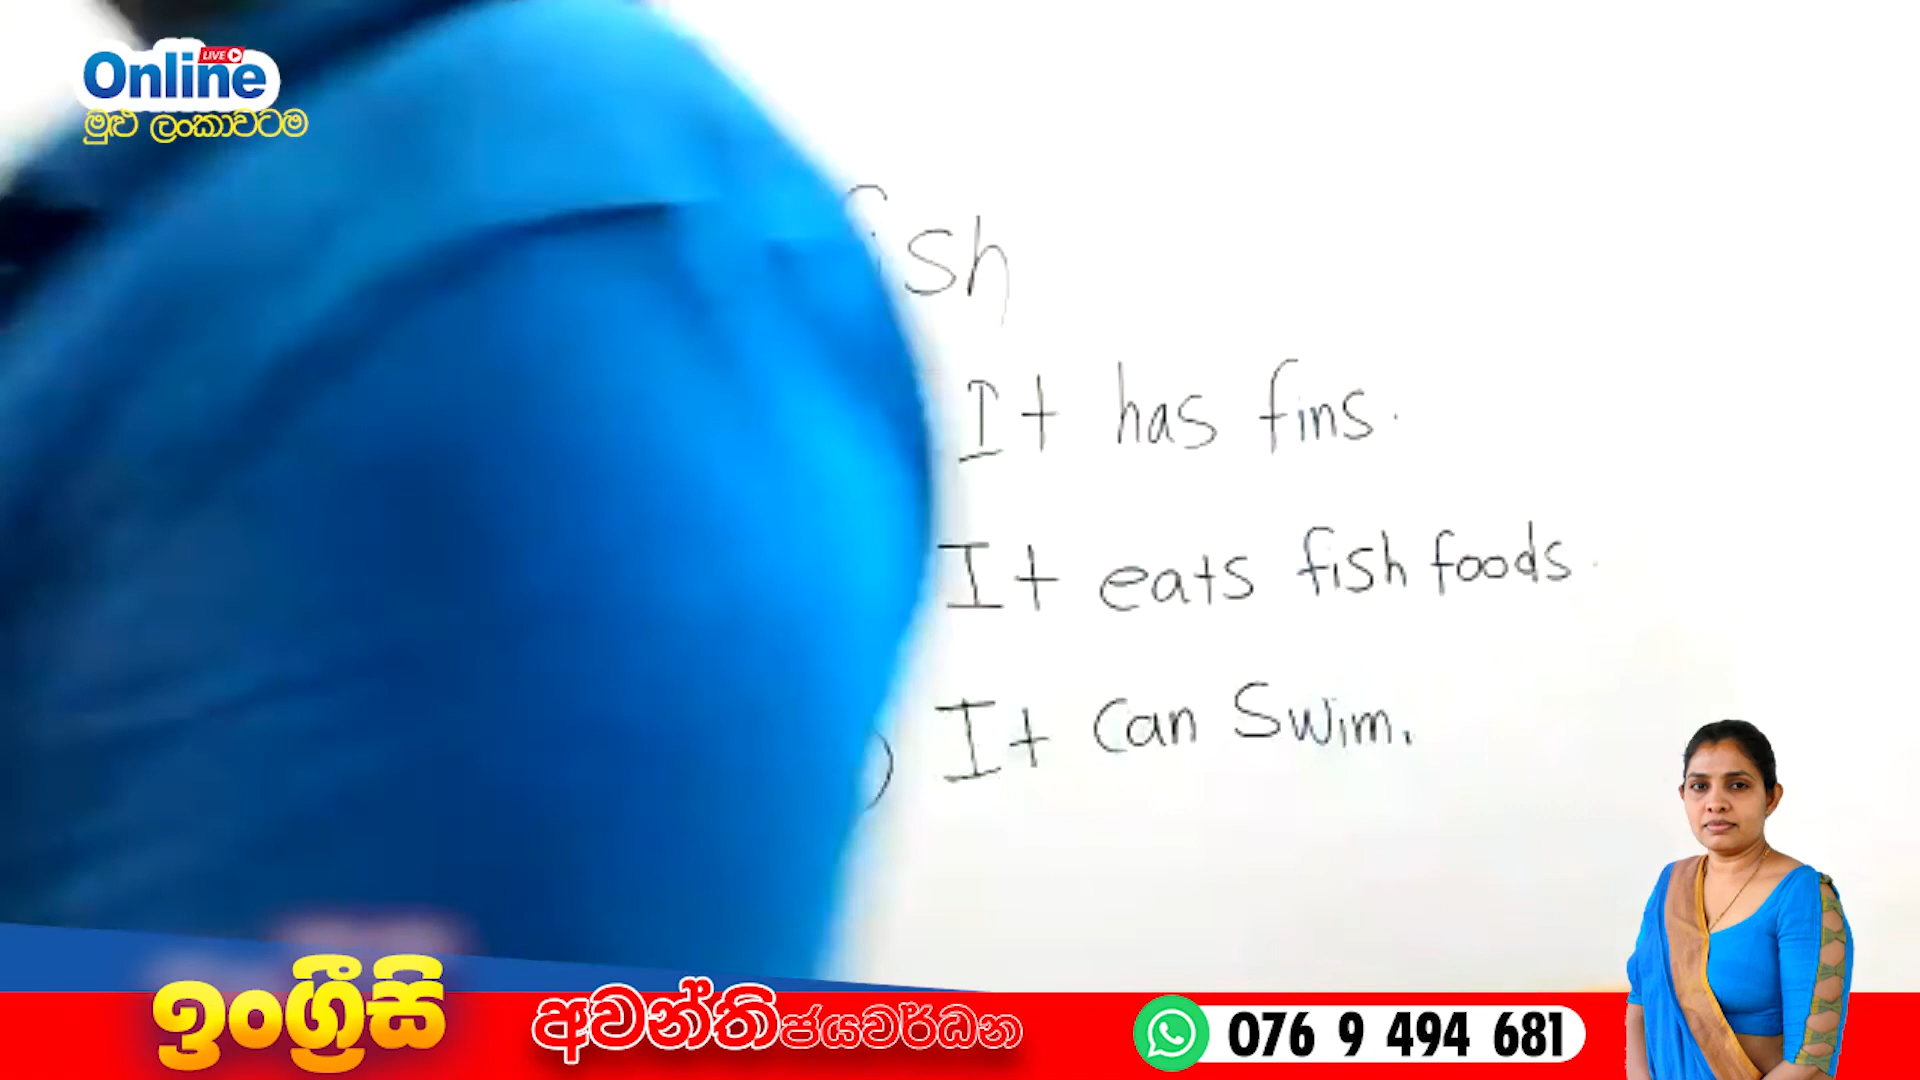 Online LIVE
මුළු ලංකාවටම
fish
It has fins.
It eats fish foods.
) It can swim.
ඉංග්‍රීසි
අවන්ති ජයවර්ධන
076 9 494 681